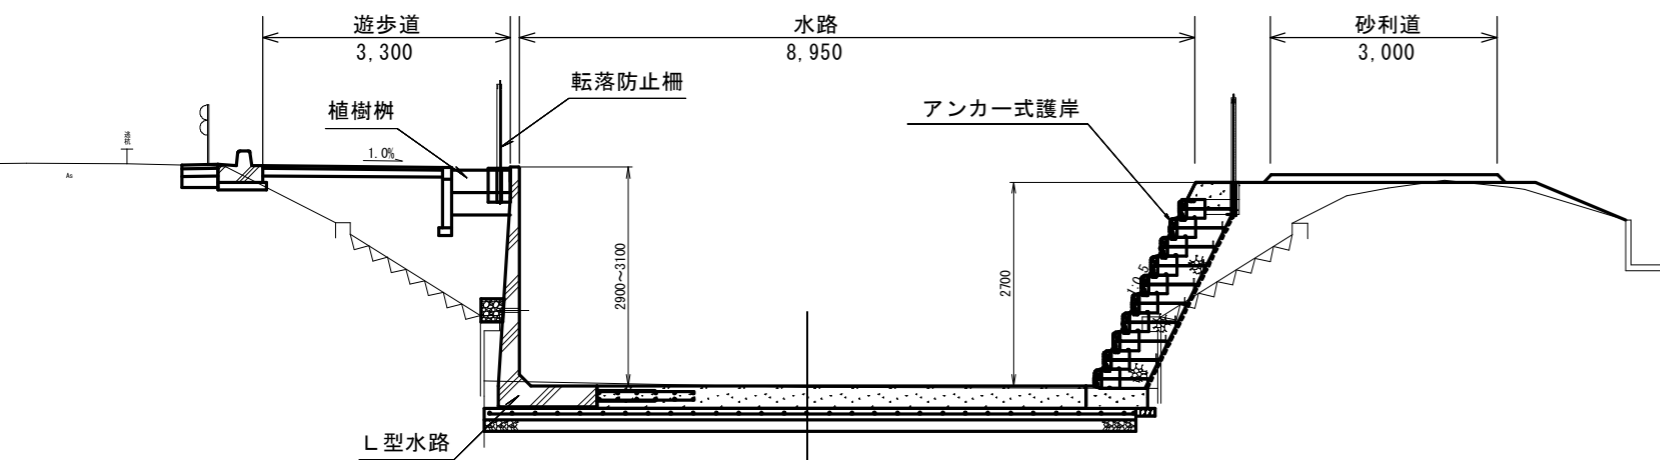 遊歩道
3,300
水路
8,950
砂利道
3,000
転落防止柵
植樹桝
アンカー式護岸
1.0%
As
2900~3100
2700
1:0.5
L型水路